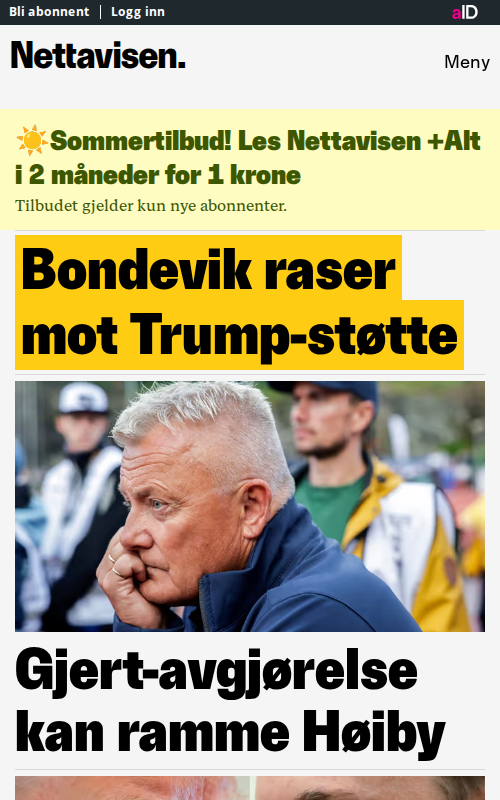 Bli abonnent | Logg inn
aID
Nettavisen.
Meny
☀️Sommertilbud! Les Nettavisen +Alt
i 2 måneder for 1 krone
Tilbudet gjelder kun nye abonnenter.
Bondevik raser
mot Trump-støtte
Gjert-avgjørelse
kan ramme Høiby